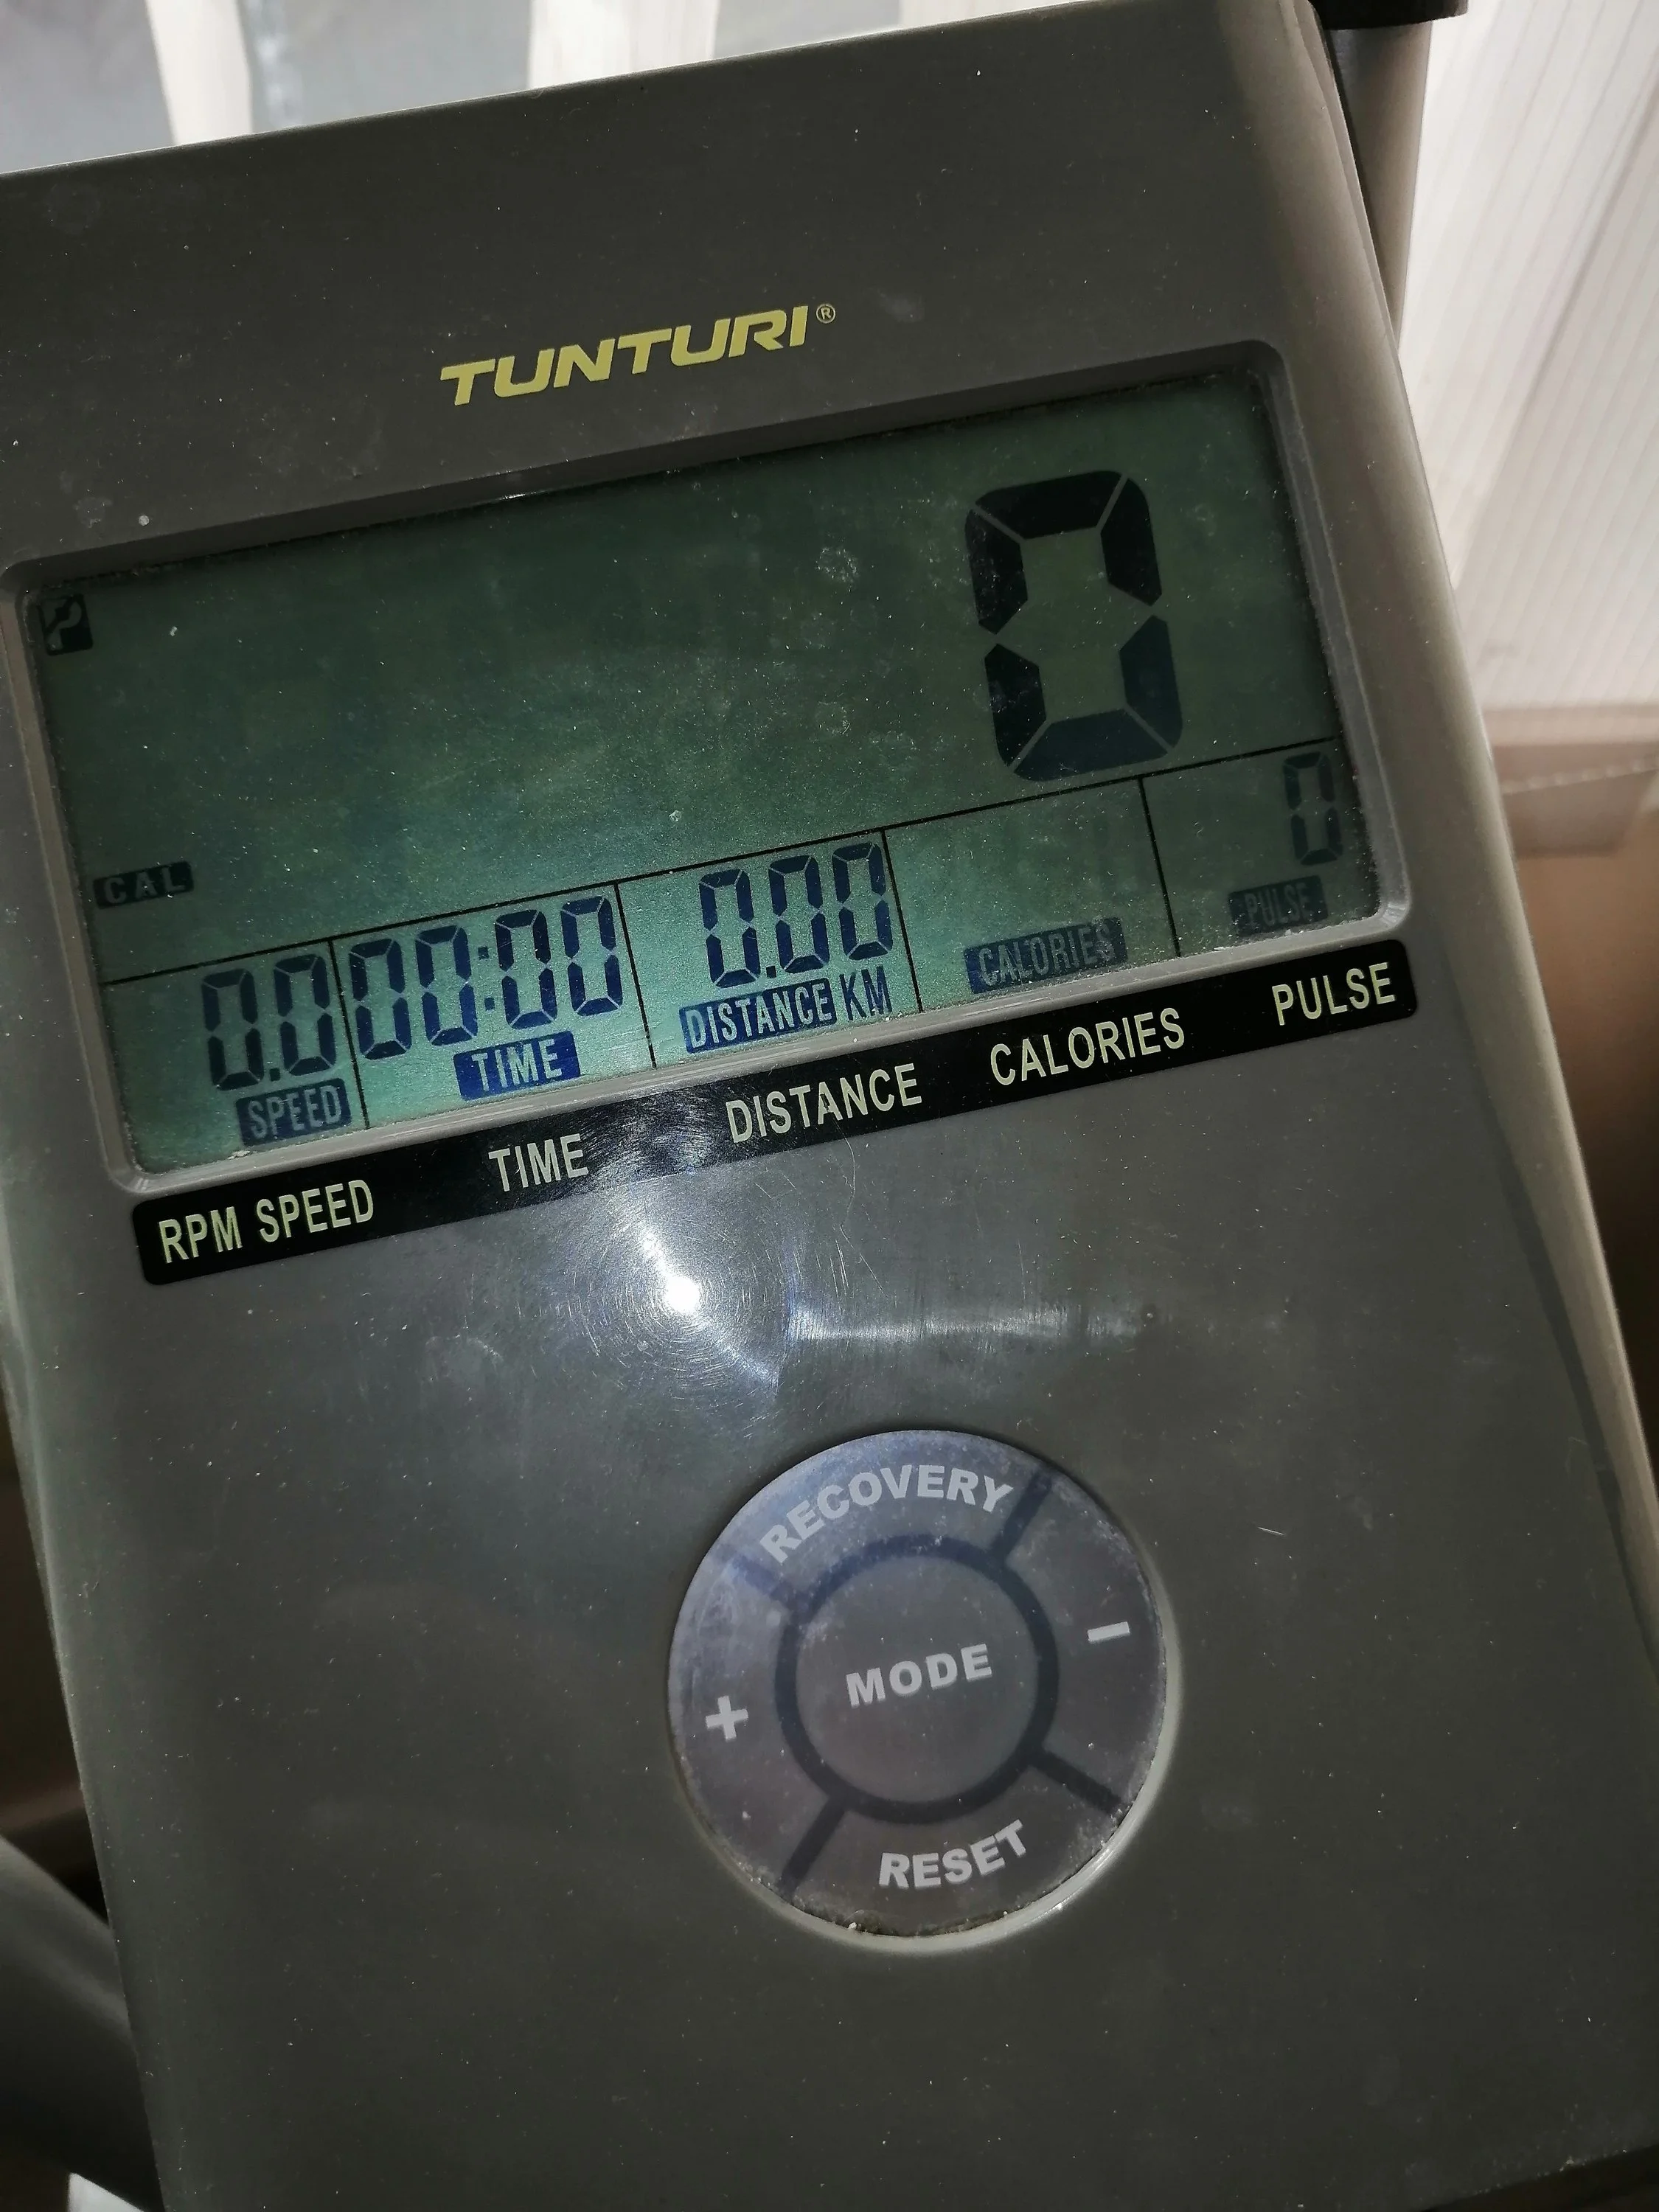 TUNTURI®
0
CAL
0.0 00:00 0.00 0
SPEED TIME DISTANCE KM CALORIES PULSE
RPM SPEED TIME DISTANCE CALORIES PULSE
RECOVERY
+ MODE -
RESET